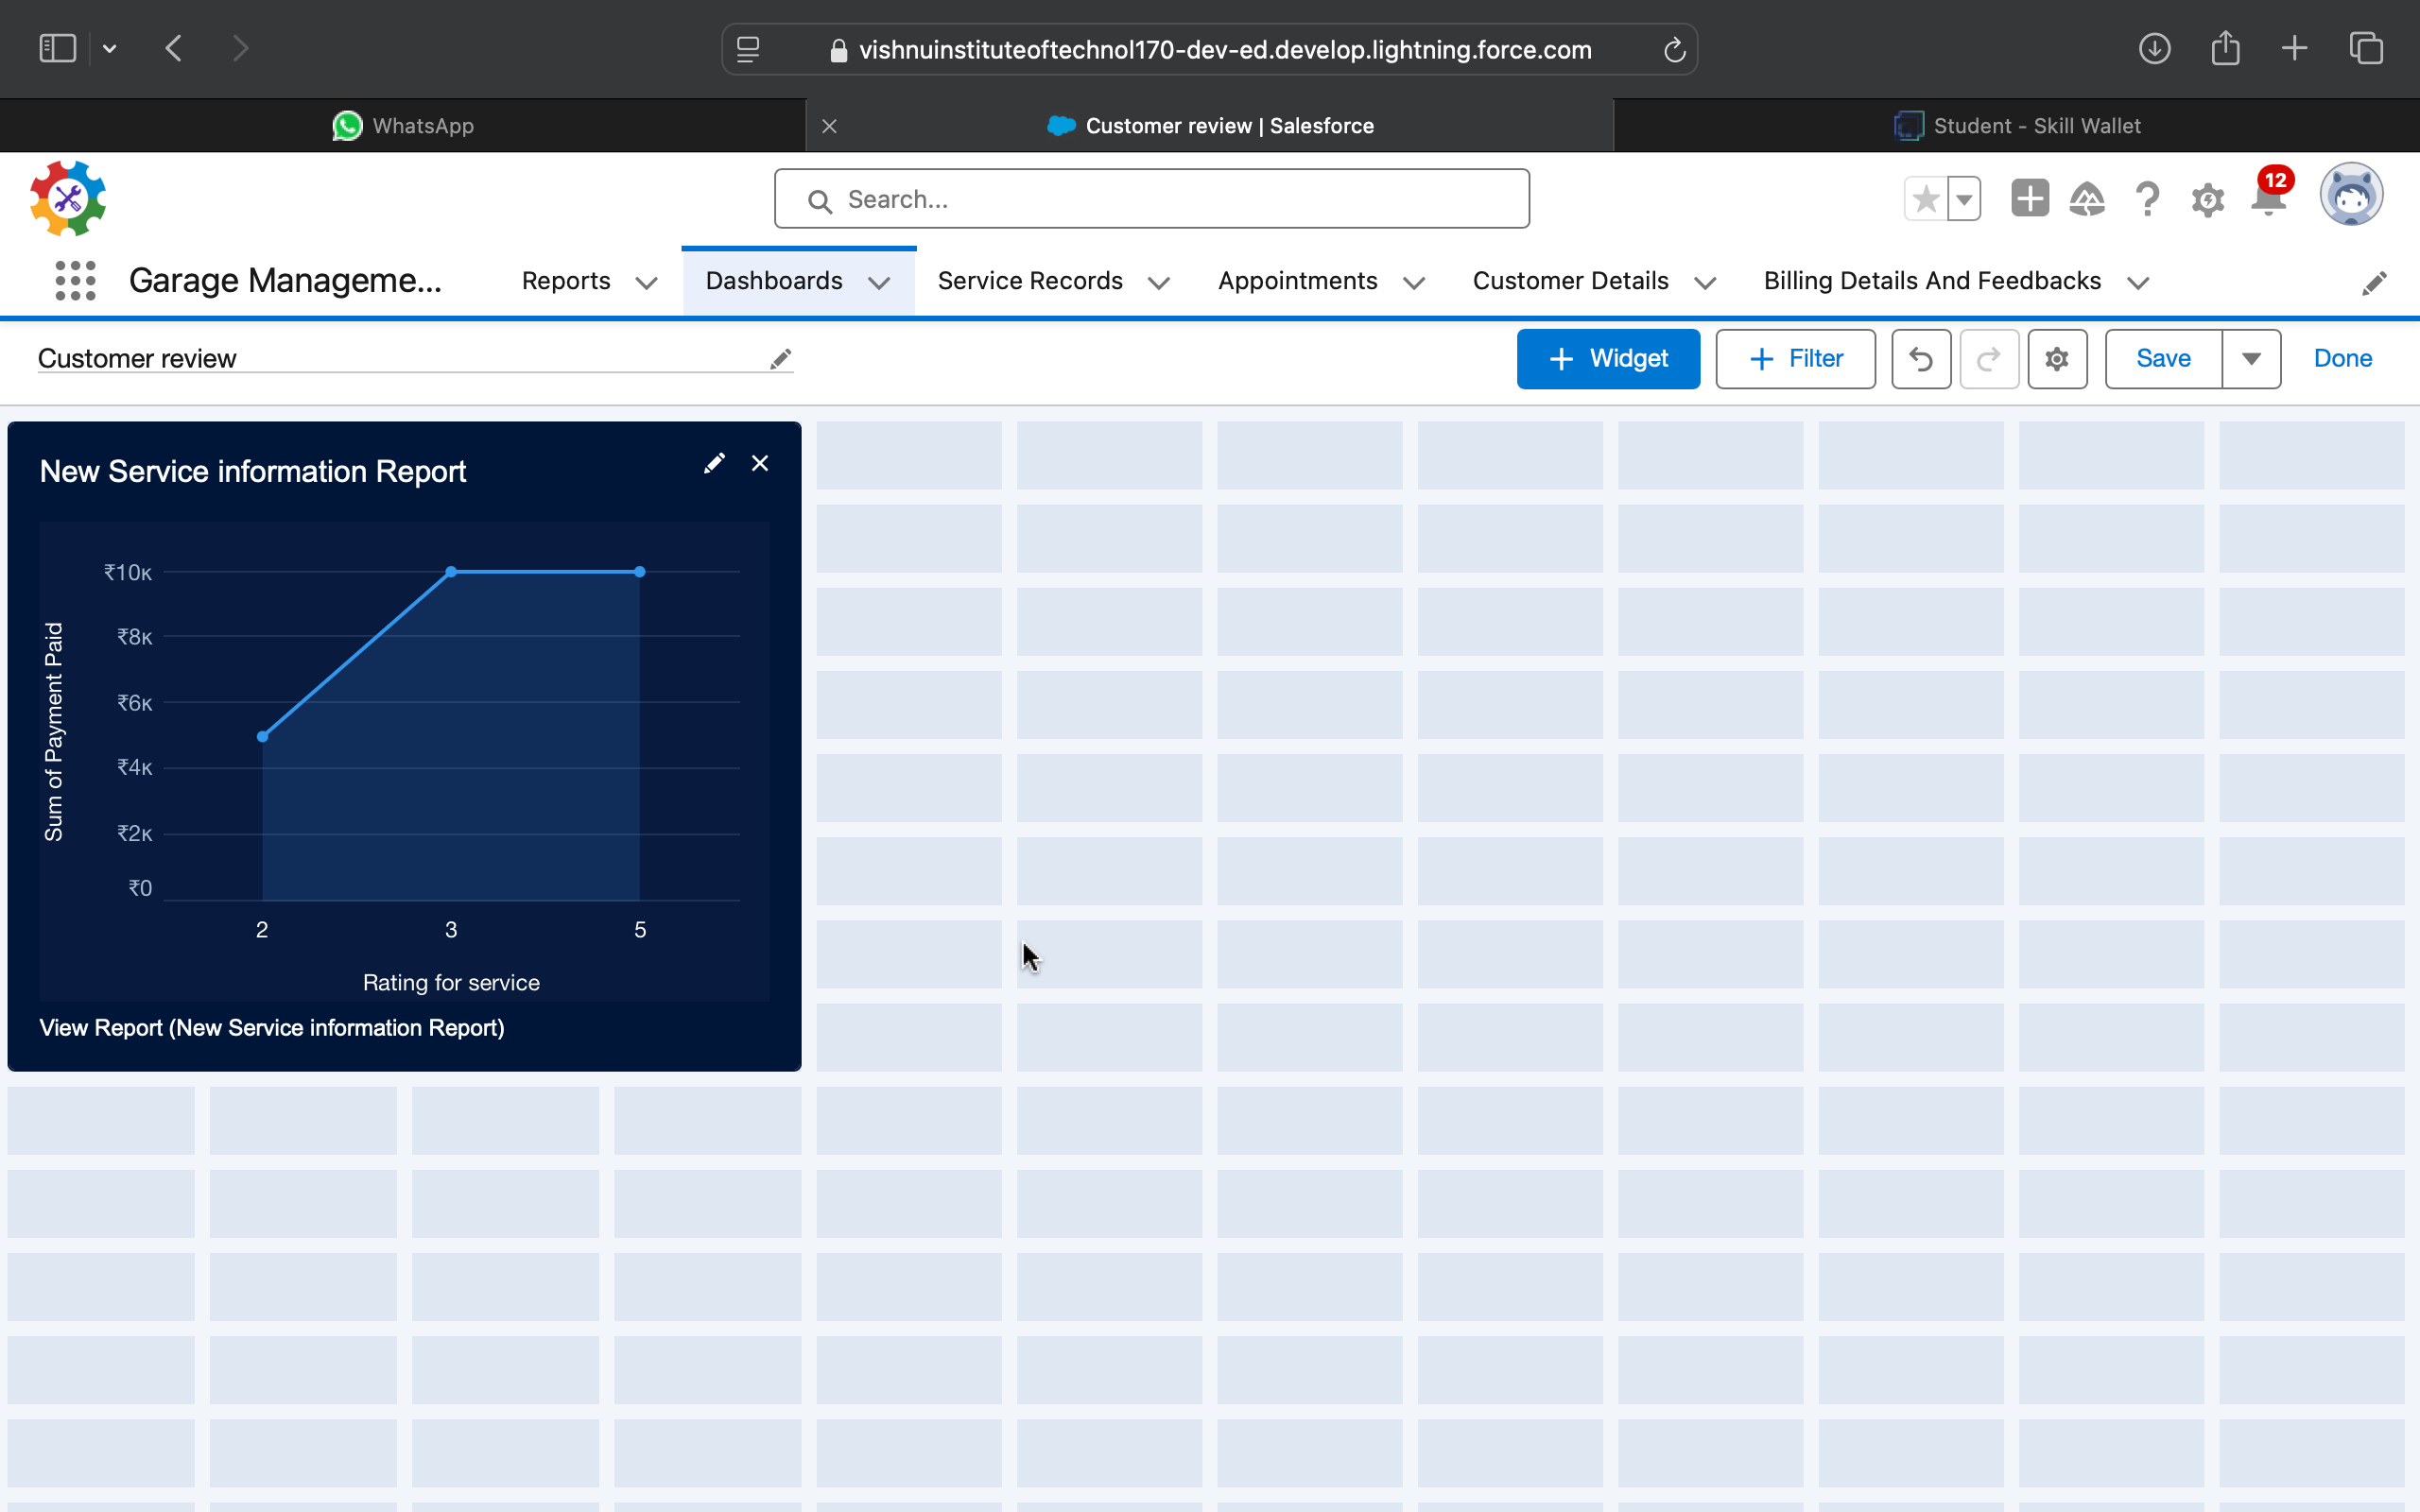 vishnuinstituteoftechnol170-dev-ed.develop.lightning.force.com
WhatsApp
Customer review | Salesforce
Student - Skill Wallet
Search...
12
Garage Manageme...
Reports
Dashboards
Service Records
Appointments
Customer Details
Billing Details And Feedbacks
Customer review
+ Widget
+ Filter
Save
Done
New Service information Report
Sum of Payment Paid
₹10K
₹8K
₹6K
₹4K
₹2K
₹0
2 3 5
Rating for service
View Report (New Service information Report)